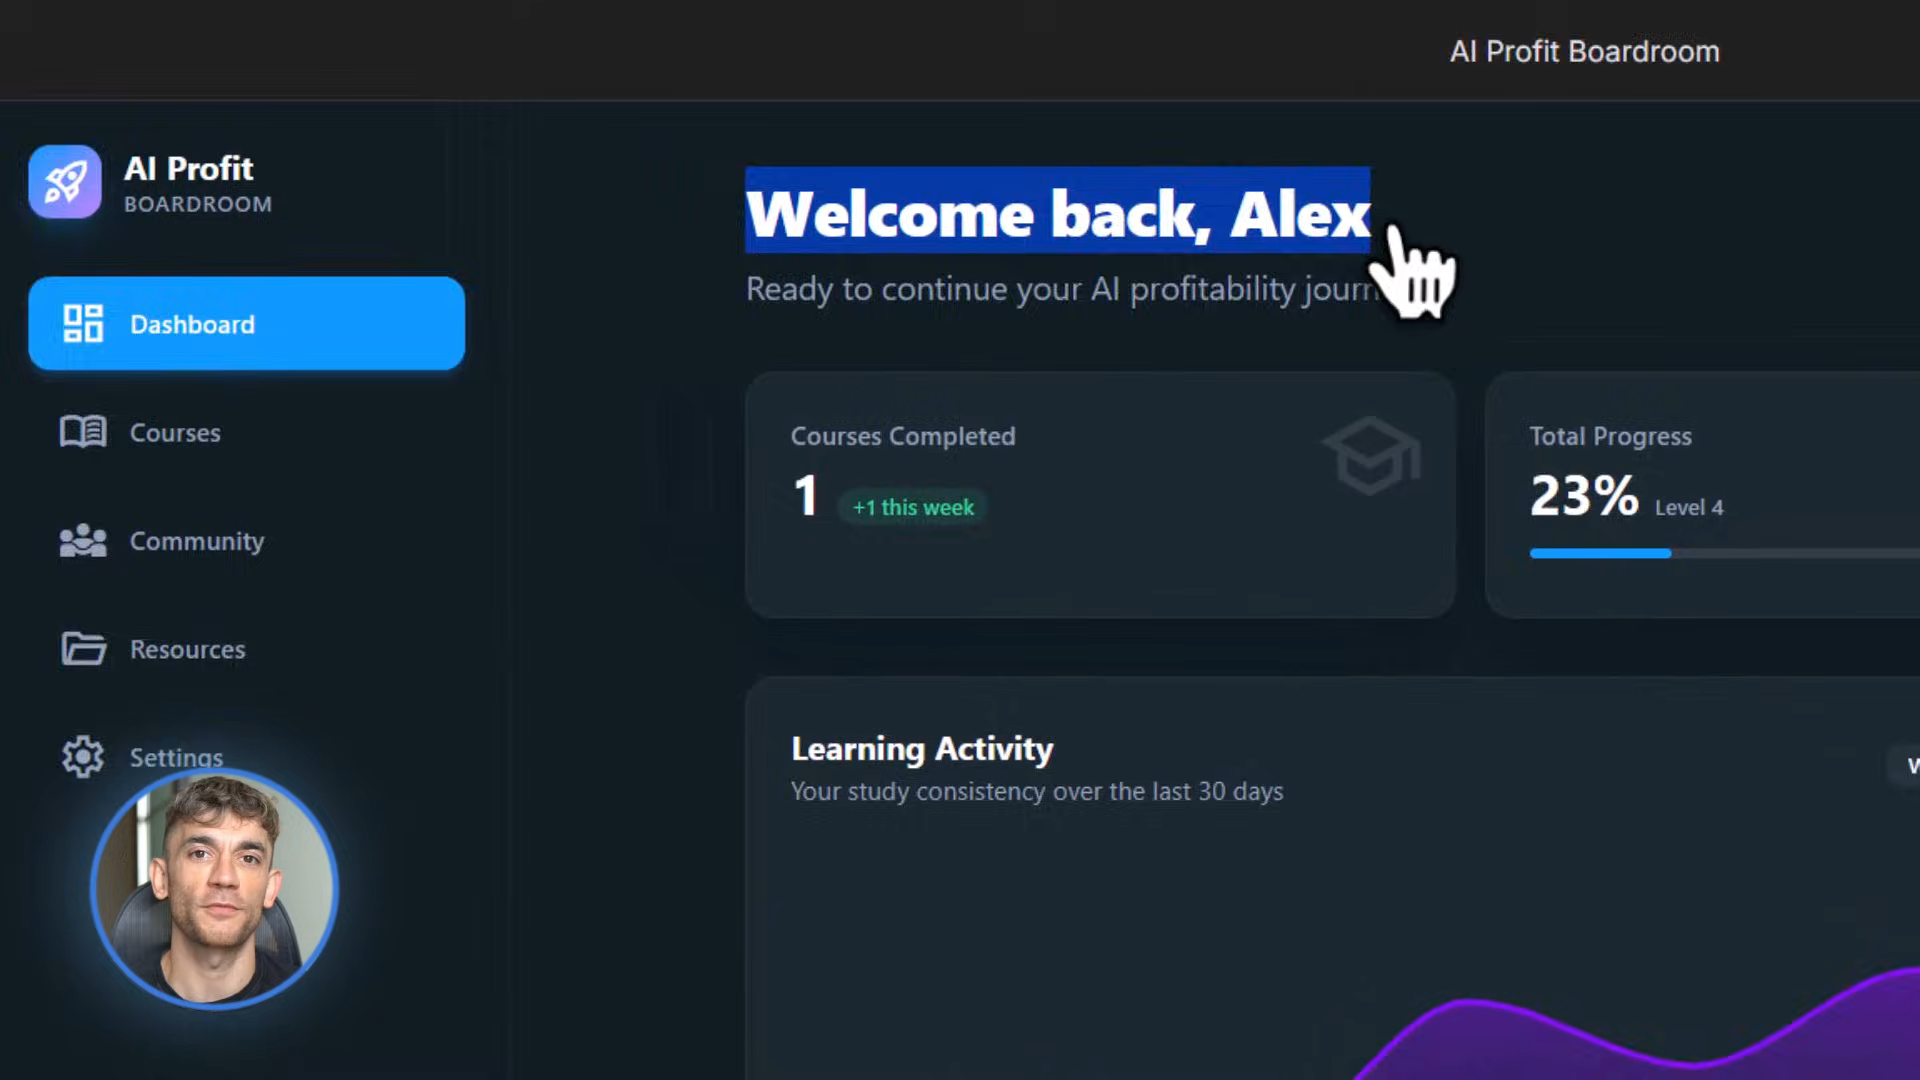 AI Profit Boardroom
AI Profit
BOARDROOM
Dashboard
Courses
Community
Resources
Settings
Welcome back, Alex
Ready to continue your AI profitability
Courses Completed
1 +1 this week
Total Progress
23% Level 4
Learning Activity
Your study consistency over the last 30 days